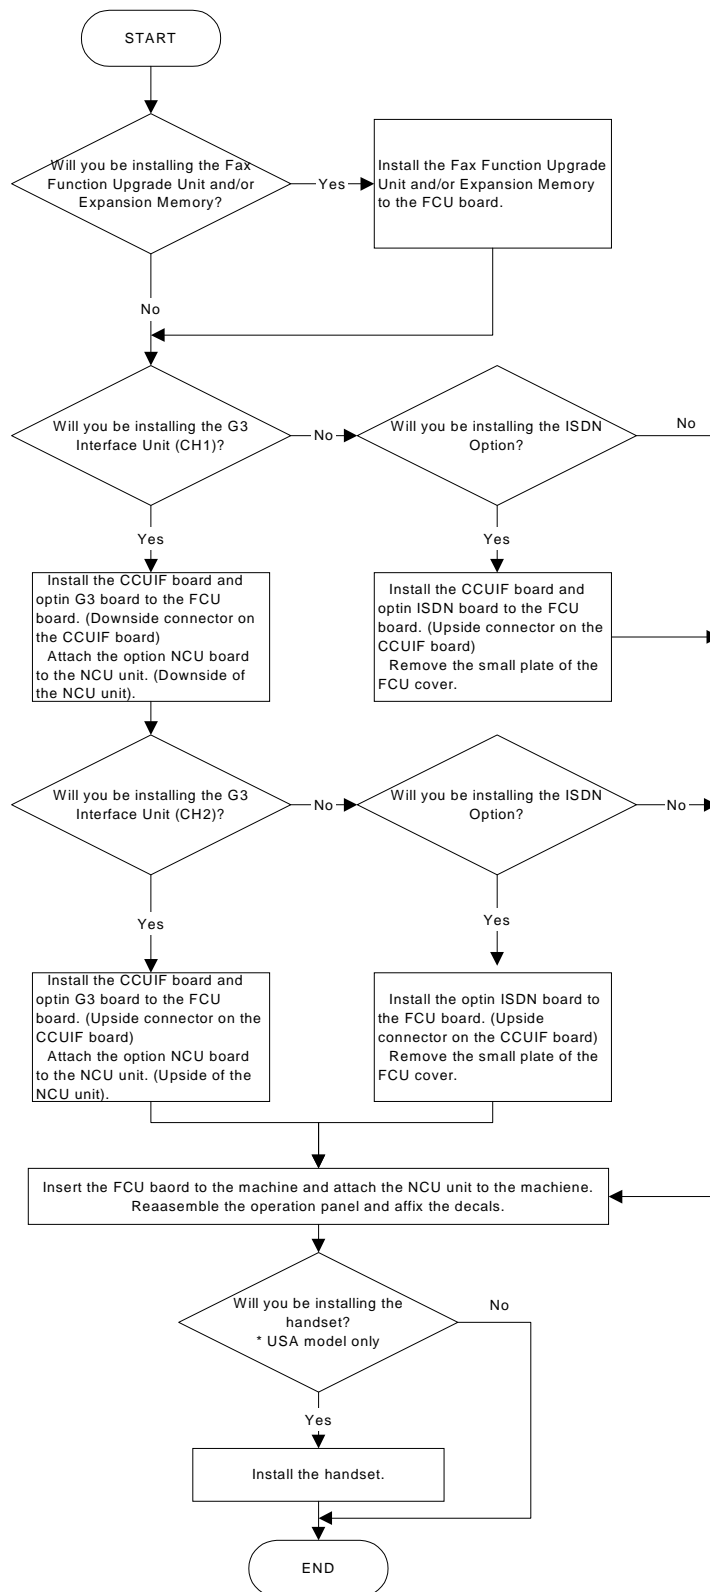 START
Will you be installing the Fax
Function Upgrade Unit and/or
Expansion Memory?
Yes
Install the Fax Function Upgrade
Unit and/or Expansion Memory
to the FCU board.
No
Will you be installing the G3
Interface Unit (CH1)?
No
Will you be installing the ISDN
Option?
No
Yes
Yes
Install the CCUIF board and
optin G3 board to the FCU
board. (Downside connector on
the CCUIF board)
Attach the option NCU board
to the NCU unit. (Downside of
the NCU unit).
Install the CCUIF board and
optin ISDN board to the FCU
board. (Upside connector on the
CCUIF board)
Remove the small plate of the
FCU cover.
Will you be installing the G3
Interface Unit (CH2)?
No
Will you be installing the ISDN
Option?
No
Yes
Yes
Install the CCUIF board and
optin G3 board to the FCU
board. (Upside connector on the
CCUIF board)
Attach the option NCU board
to the NCU unit. (Upside of the
NCU unit).
Install the optin ISDN board to
the FCU board. (Upside
connector on the CCUIF board)
Remove the small plate of the
FCU cover.
Insert the FCU baord to the machine and attach the NCU unit to the machiene.
Reaasemble the operation panel and affix the decals.
Will you be installing the
handset?
* USA model only
No
Yes
Install the handset.
END